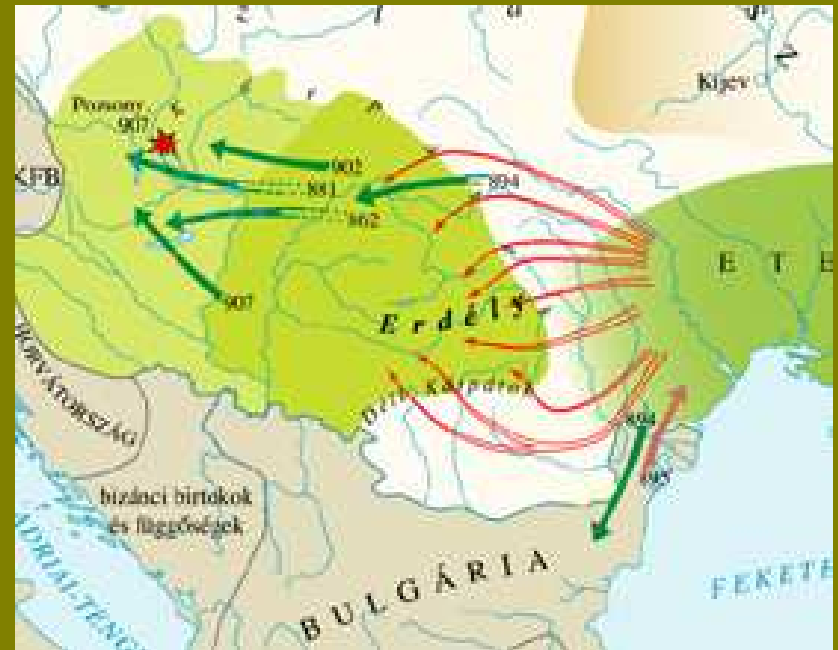 Kijev
Pozsony
907
902
881
894
862
KFB
E T E
907
Erdély
Déli-Kárpátok
HORVÁTORSZÁG
894
895
bizánci birtokok
és függőségek
ADRIAI-TENGE
BULGÁRIA
FEKETE